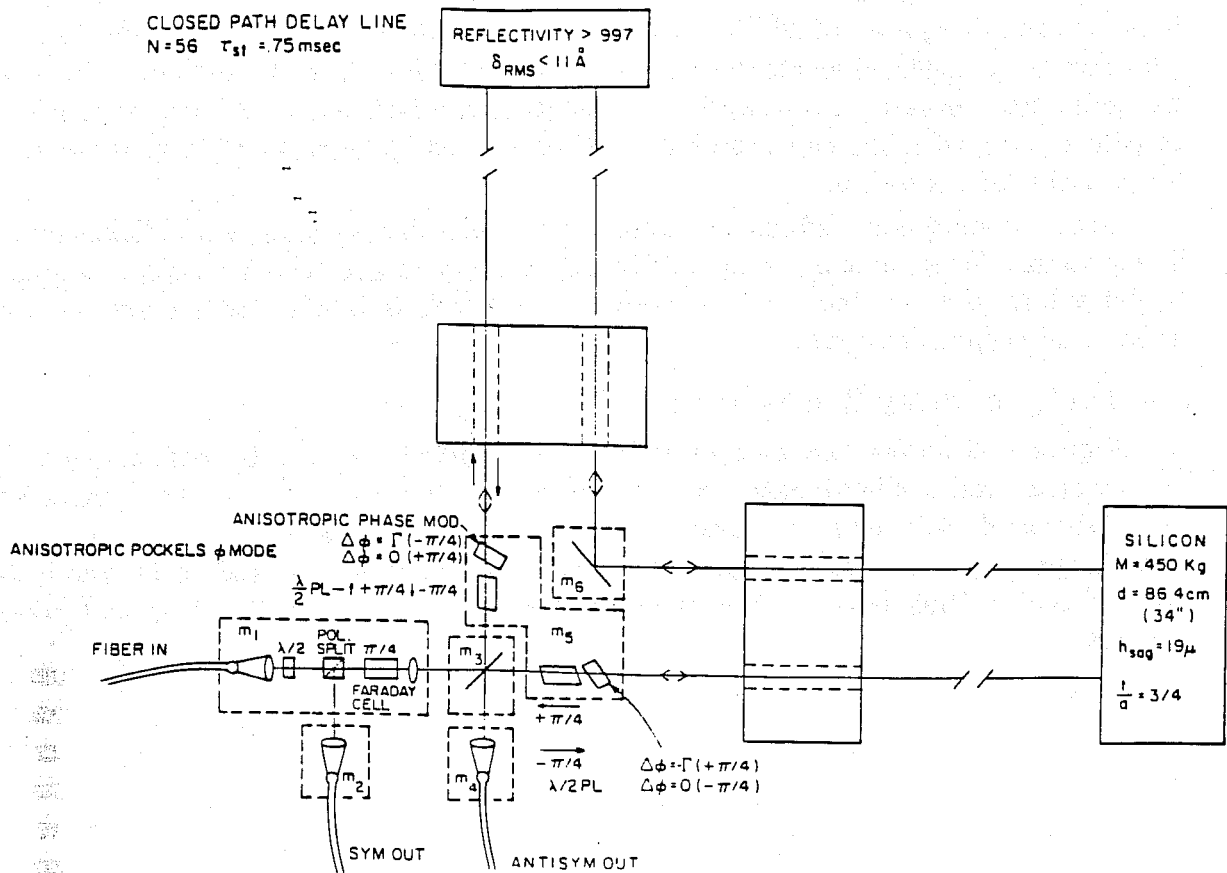 CLOSED PATH DELAY LINE
N=56 τst = .75 msec
REFLECTIVITY > 997
δRMS < 11 Å
ANISOTROPIC PHASE MOD
Δφ = Γ (-π/4)
Δφ = 0 (+π/4)
ANISOTROPIC POCKELS φ MODE
λ/2 PL-↑ +π/4 ↓ -π/4
m6
SILICON
M = 450 Kg
d = 86 4cm
(34")
hsag = 19μ
t/a = 3/4
m5
m1
POL.
SPLIT
λ/2
π/4
m3
FIBER IN
FARADAY
CELL
+π/4
-π/4
λ/2 PL
Δφ = -Γ (+π/4)
Δφ = 0 (-π/4)
m2
m4
SYM OUT
ANTISYM OUT